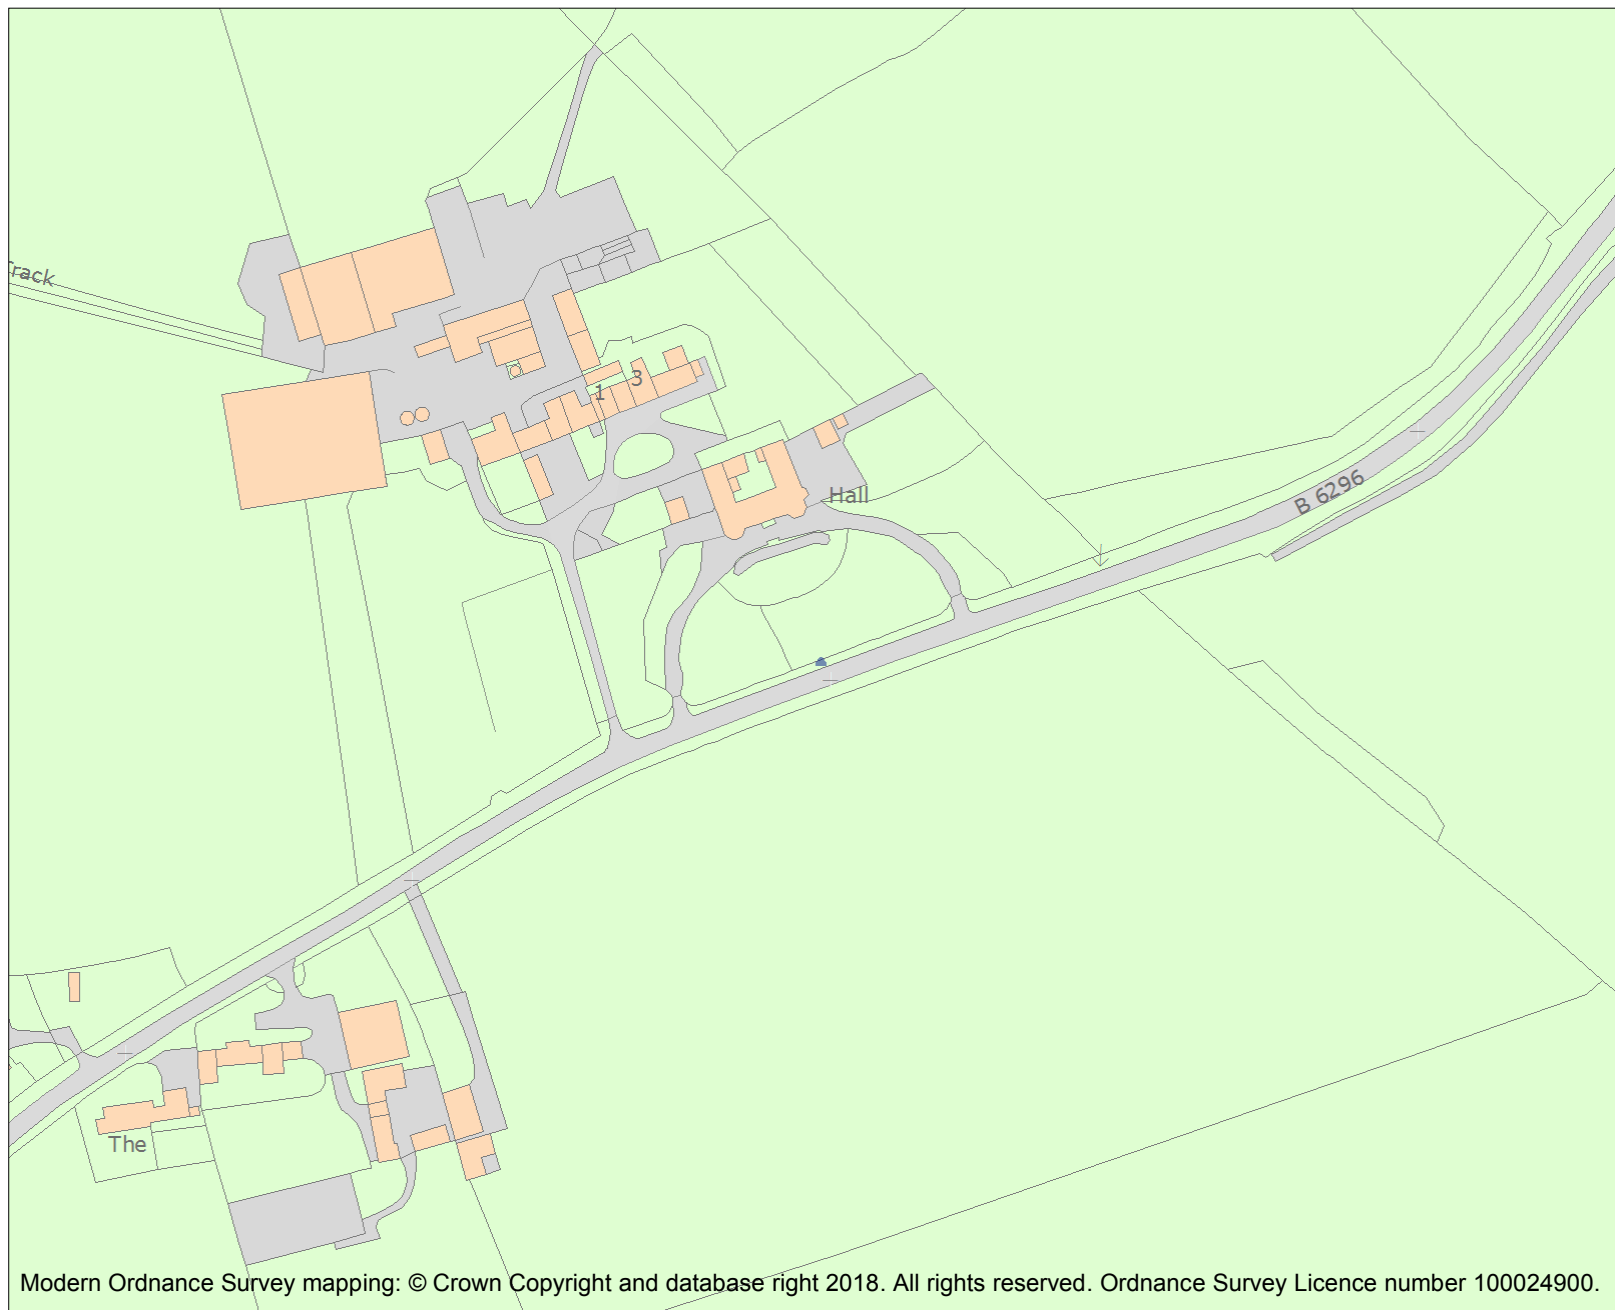 rack
3
1
Hall
B 6296
The
Modern Ordnance Survey mapping: © Crown Copyright and database right 2018. All rights reserved. Ordnance Survey Licence number 100024900.